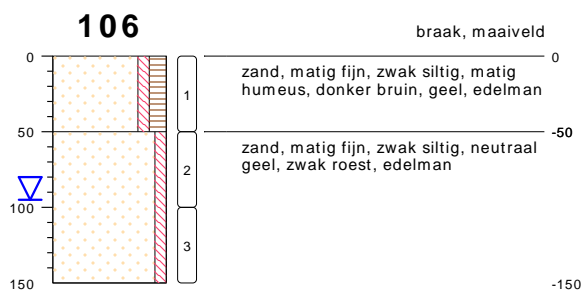 106
braak, maaiveld
0
0
zand, matig fijn, zwak siltig, matig
humeus, donker bruin, geel, edelman
1
50
-50
zand, matig fijn, zwak siltig, neutraal
geel, zwak roest, edelman
2
100
3
150
-150